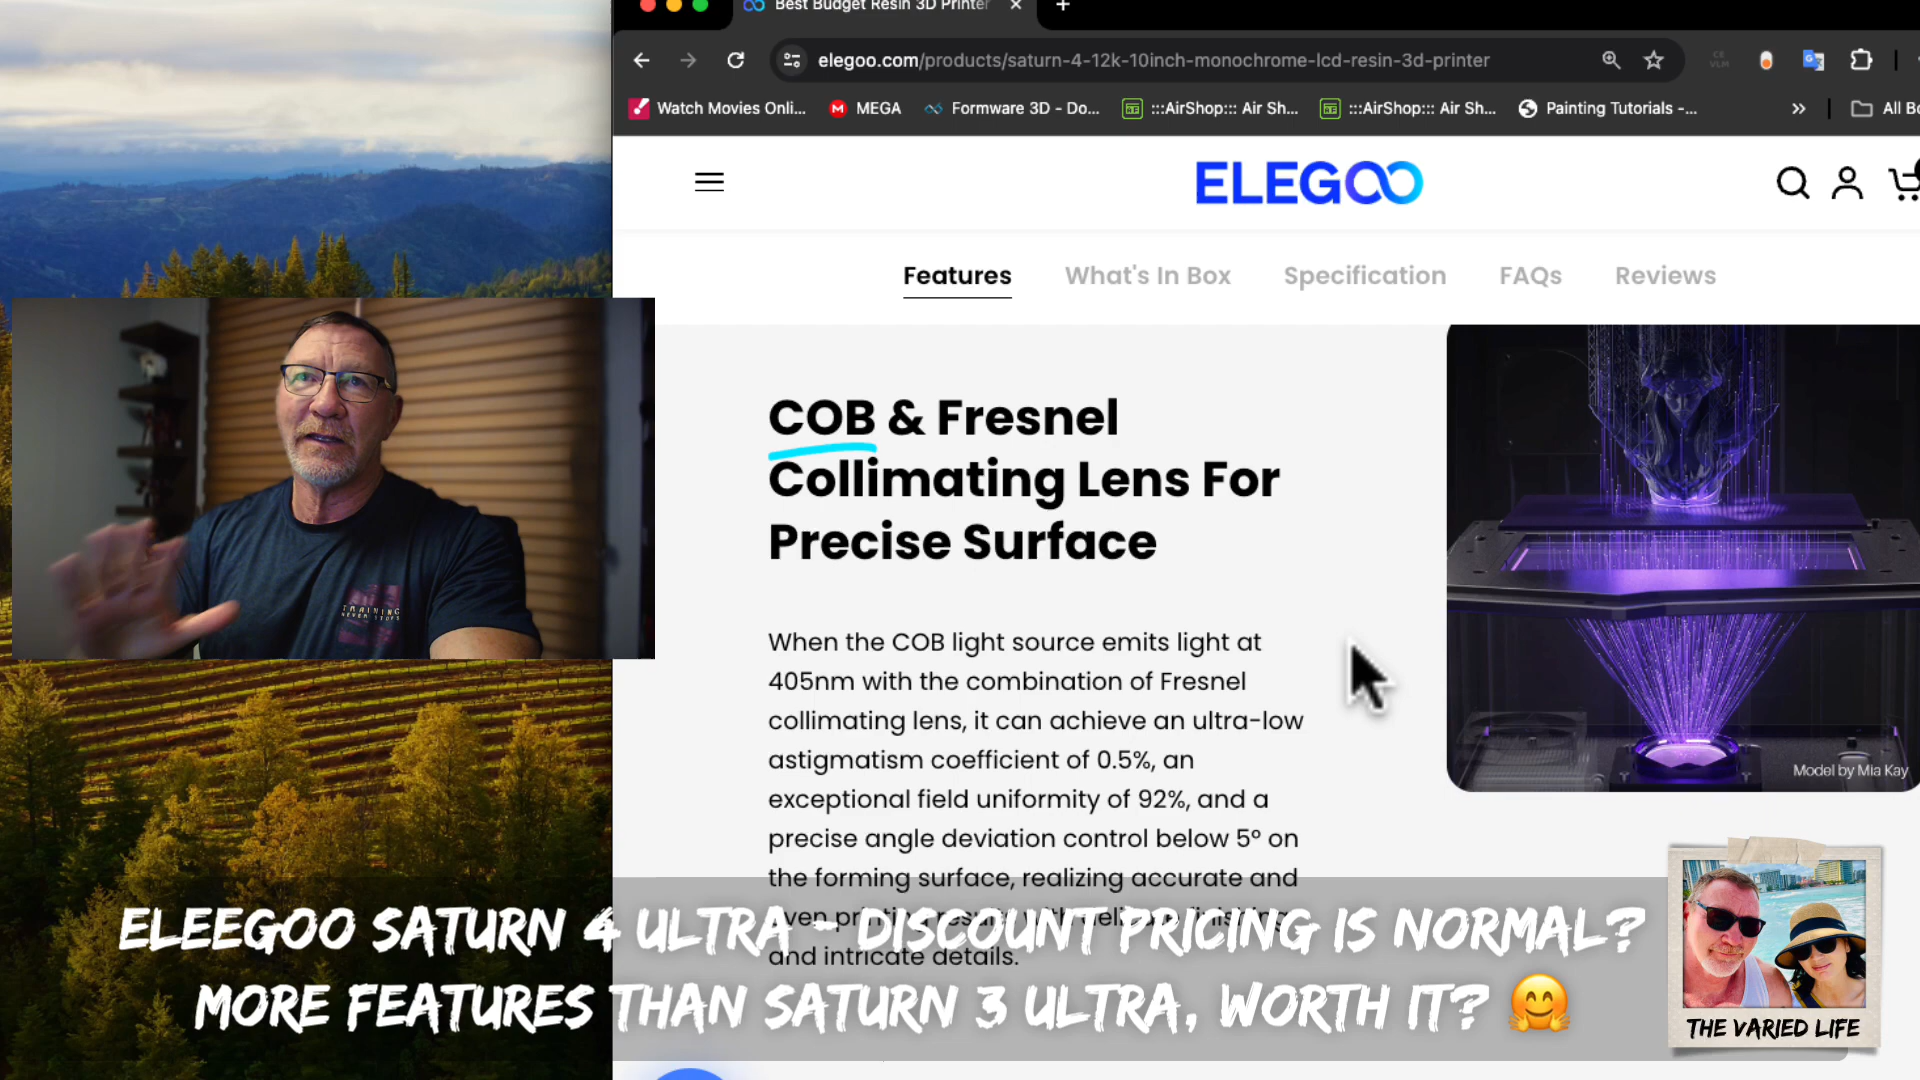 Best Budget Resin 3D Printer
elegoo.com/products/saturn-4-12k-10inch-monochrome-lcd-resin-3d-printer
Watch Movies Onli...
MEGA
Formware 3D - Do...
:::AirShop::: Air Sh...
:::AirShop::: Air Sh...
Painting Tutorials -...
All Bo
ELEGOO
Features
What's In Box
Specification
FAQs
Reviews
COB & Fresnel
Collimating Lens For
Precise Surface
When the COB light source emits light at
405nm with the combination of Fresnel
collimating lens, it can achieve an ultra-low
astigmatism coefficient of 0.5%, an
exceptional field uniformity of 92%, and a
precise angle deviation control below 5° on
the forming surface, realizing accurate and
and intricate details.
Model by Mia Kay
TRAINING
NEVER STOPS
ELEEGOO SATURN 4 ULTRA - DISCOUNT PRICING IS NORMAL?
MORE FEATURES THAN SATURN 3 ULTRA, WORTH IT? 🤗
THE VARIED LIFE